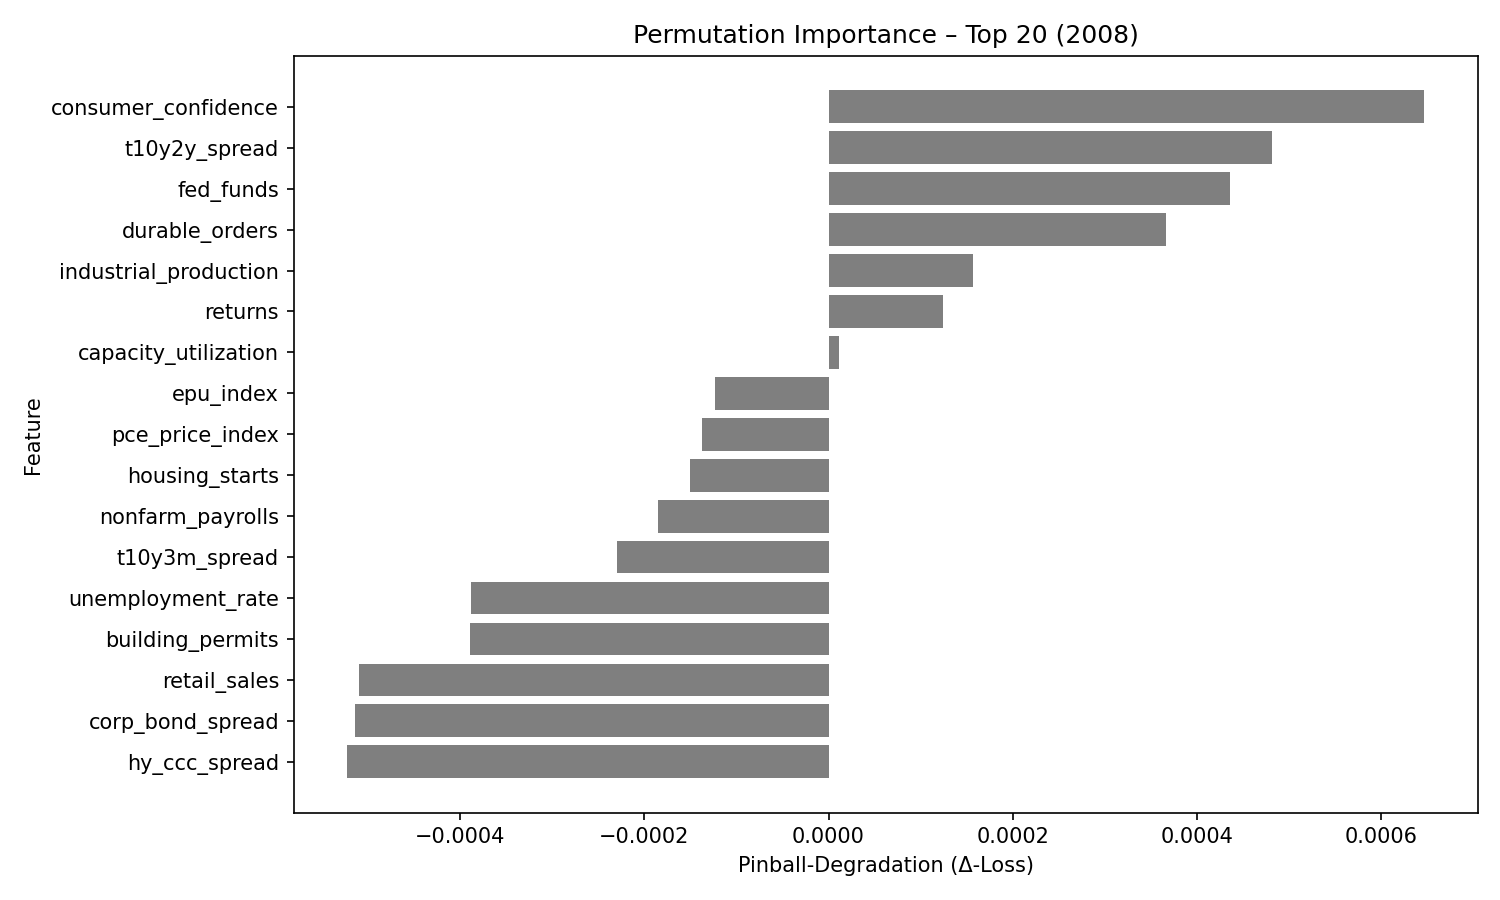 Permutation Importance – Top 20 (2008)
consumer_confidence
t10y2y_spread
fed_funds
durable_orders
industrial_production
returns
capacity_utilization
epu_index
pce_price_index
housing_starts
nonfarm_payrolls
t10y3m_spread
unemployment_rate
building_permits
retail_sales
corp_bond_spread
hy_ccc_spread
Feature
−0.0004 −0.0002 0.0000 0.0002 0.0004 0.0006
Pinball-Degradation (Δ-Loss)